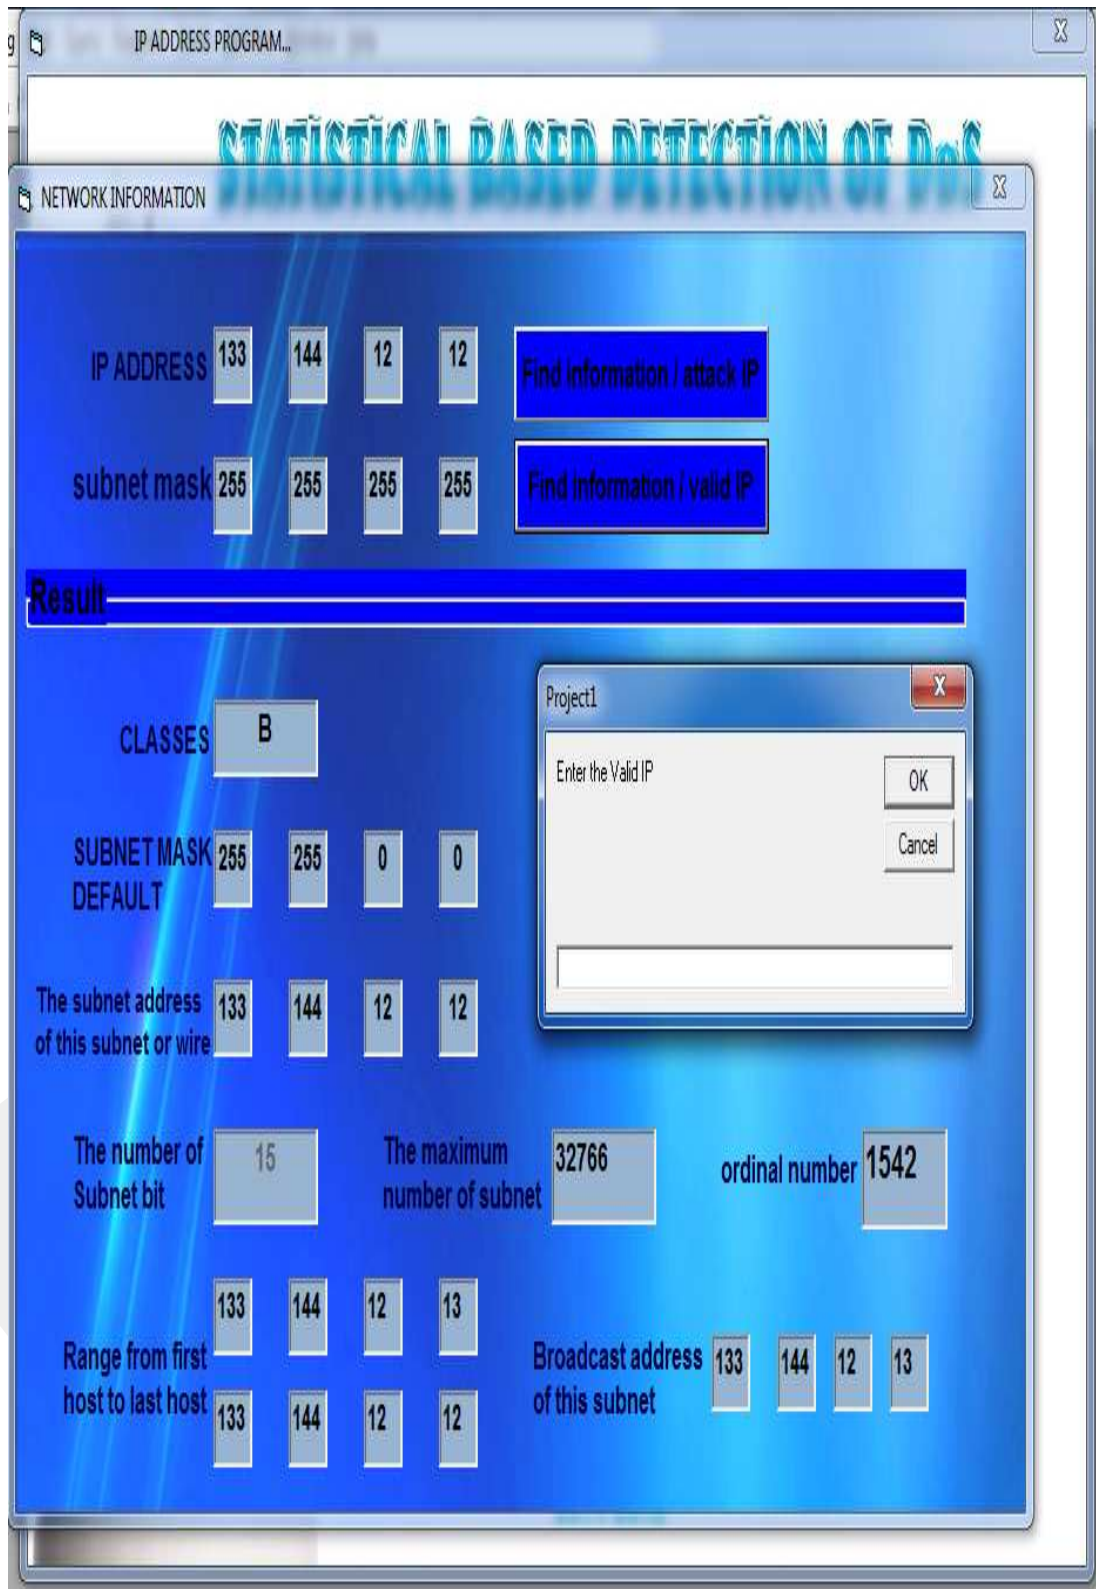 IP ADDRESS PROGRAM...
STATİSTİCAL BASED DETECTİON OF DoS
NETWORK INFORMATION
IP ADDRESS 133 144 12 12 Find information / attack IP
subnet mask 255 255 255 255 Find information / valid IP
Result
CLASSES B
Project1
Enter the Valid IP
OK
Cancel
SUBNET MASK 255 255 0 0
DEFAULT
The subnet address 133 144 12 12
of this subnet or wire
The number of 15 The maximum 32766 ordinal number 1542
Subnet bit number of subnet
133 144 12 13
Range from first Broadcast address 133 144 12 13
host to last host of this subnet
133 144 12 12